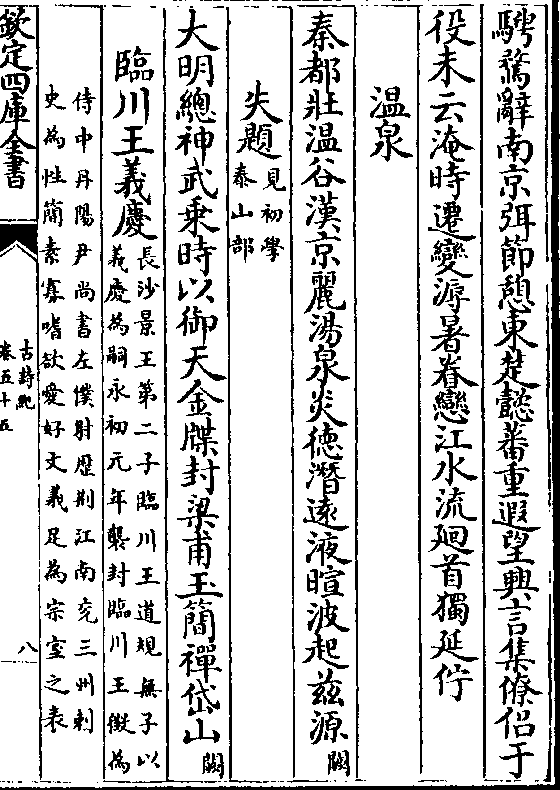 騁鶩辭南京弭節憩東楚懿蕃重遐望興言集僚侶于
役未云淹時遷變溽暑眷戀江水流廻首獨延佇
温泉
秦都壯温谷漢京麗湯泉炎德潛遠液暄波起兹源闕
失題見初學
泰山部
大明總神武乗時以御天金牒封梁甫玉簡禪岱山闕
臨川王義慶長沙景王第二子臨川王道規無子以
義慶為嗣永初元年襲封臨川王徵為
侍中丹陽尹尚書左僕射歴荆江南兖三州刺
史為性簡素寡嗜欲愛好文義足為宗室之表
欽定四庫全書
古詩紀
卷五十五
八